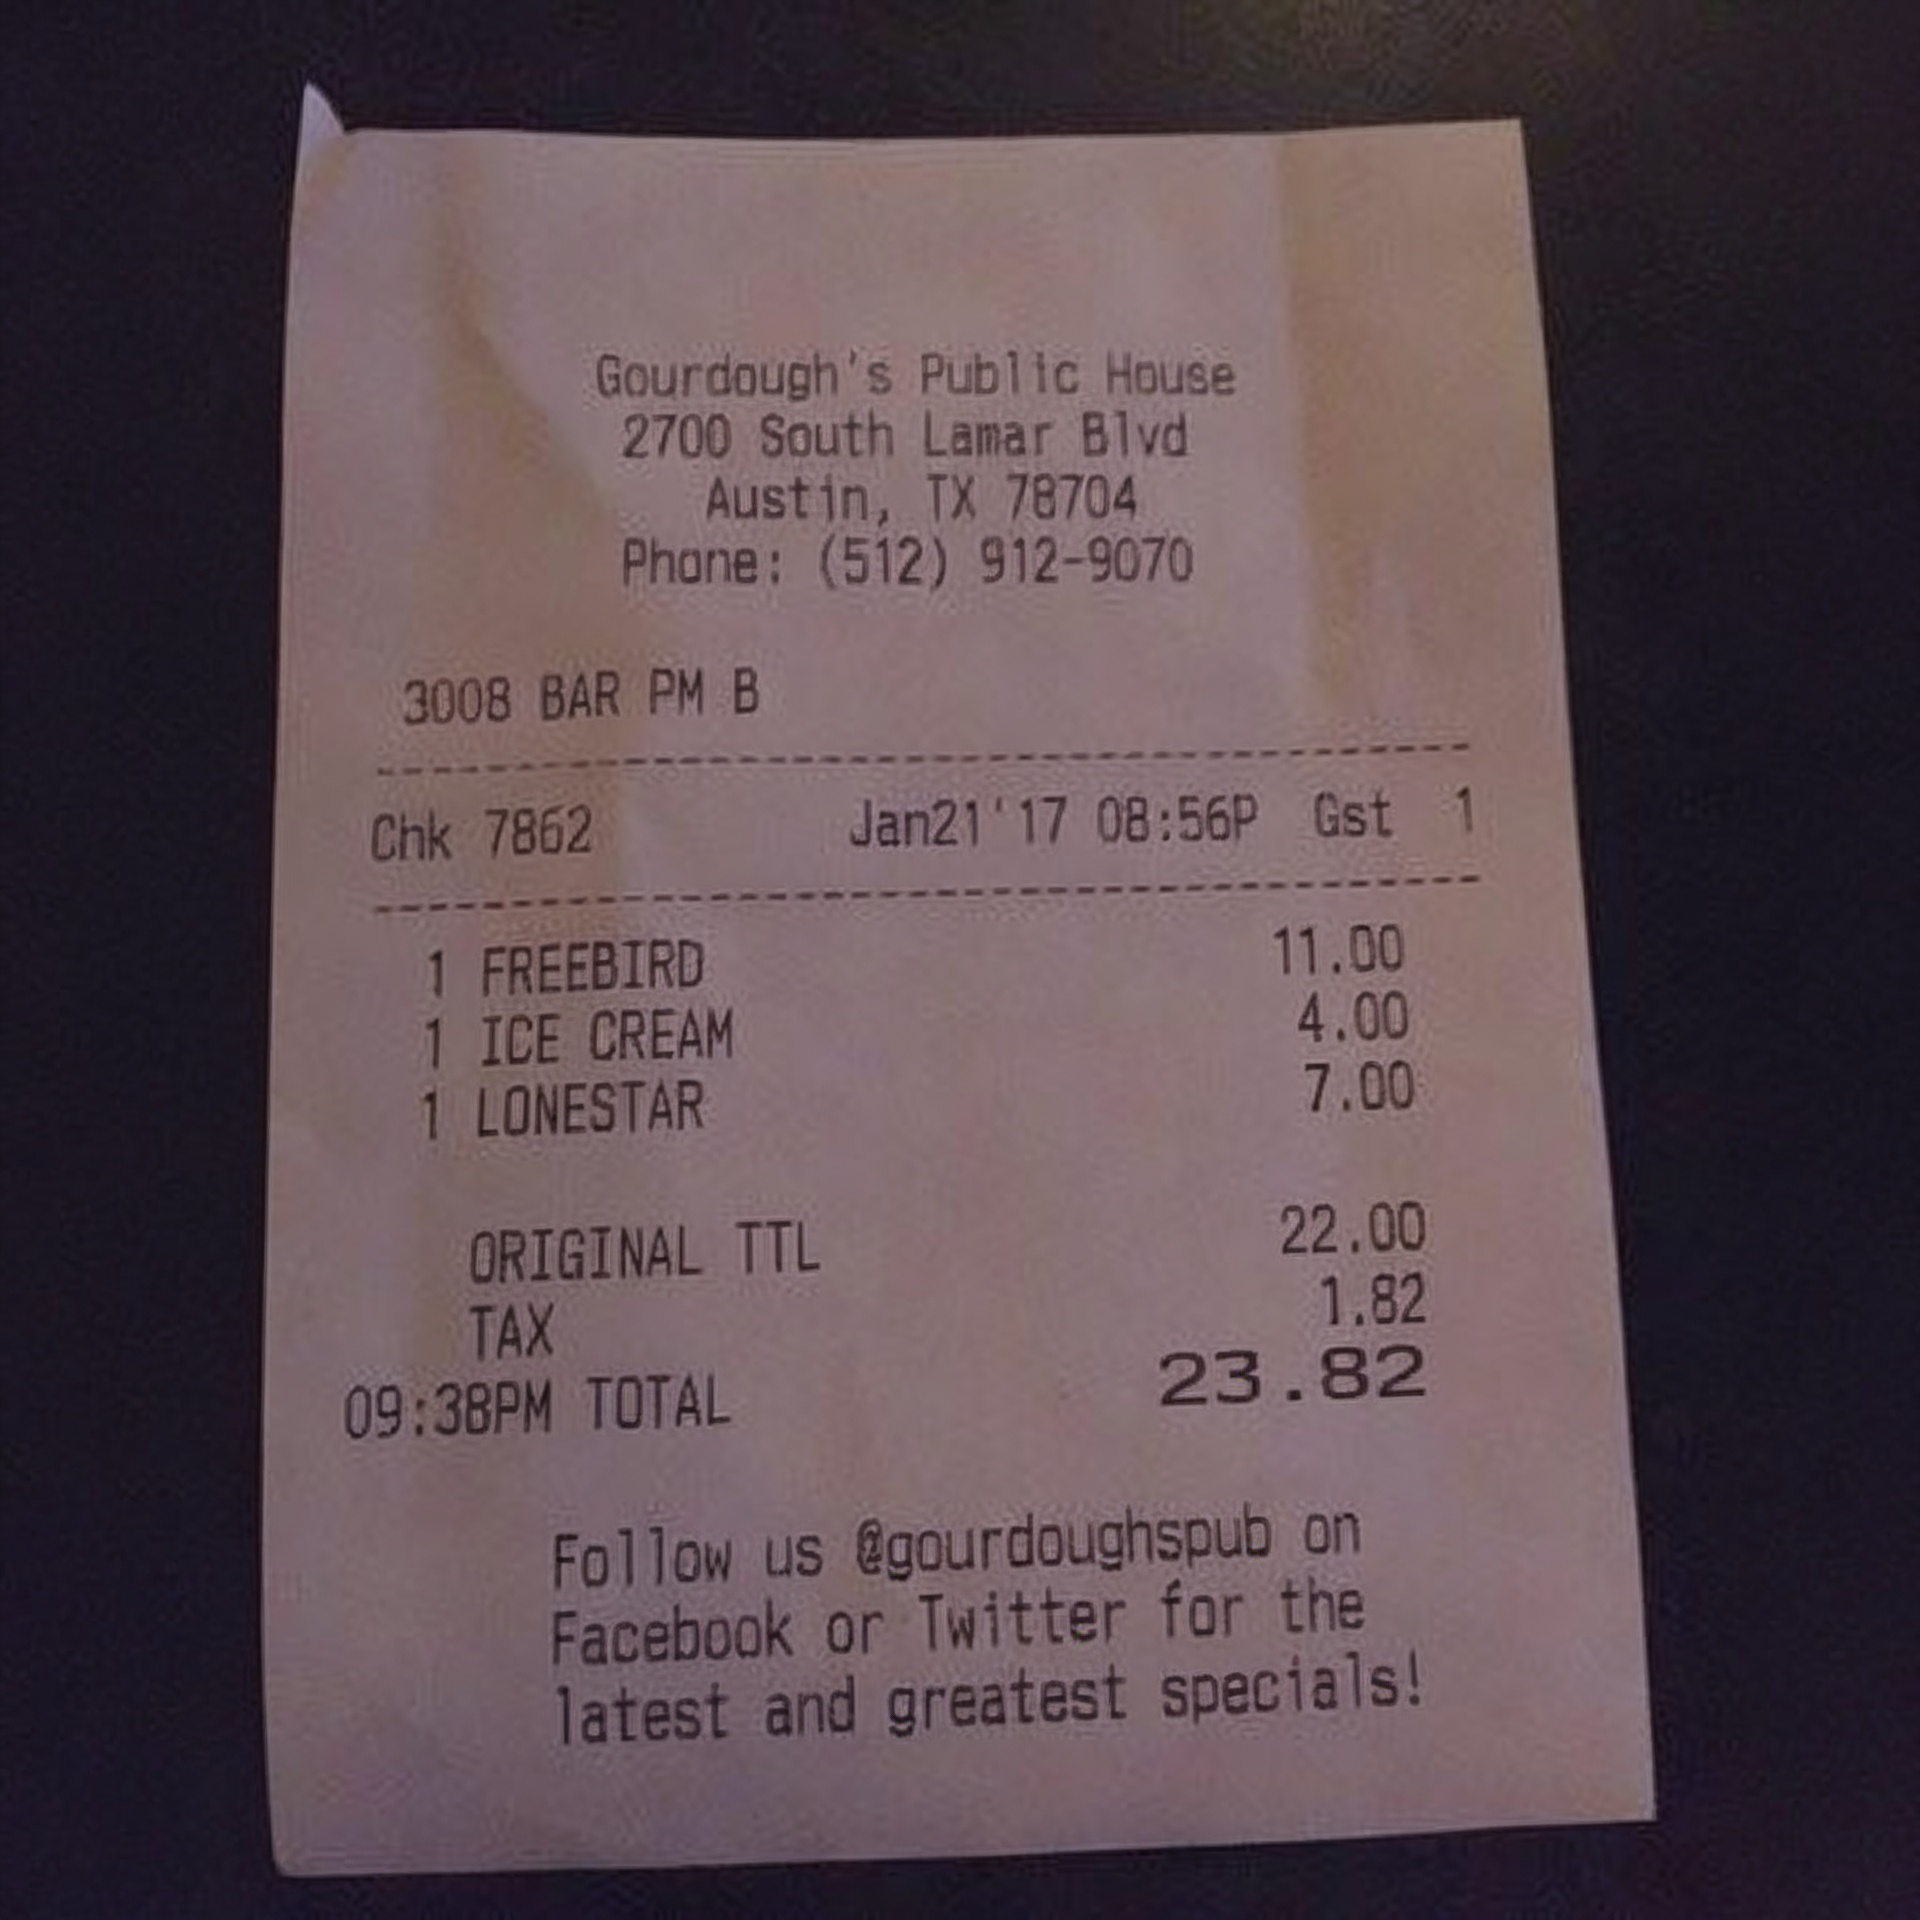 Gourdough's Public House
2700 South Lamar Blvd
Austin, TX 78704
Phone: (512) 912-9070
3008 BAR PM B
Chk 7862 Jan21'17 08:56P Gst 1
1 FREEBIRD 11.00
1 ICE CREAM 4.00
1 LONESTAR 7.00
ORIGINAL TTL 22.00
TAX 1.82
09:38PM TOTAL 23.82
Follow us @gourdoughspub on
Facebook or Twitter for the
latest and greatest specials!